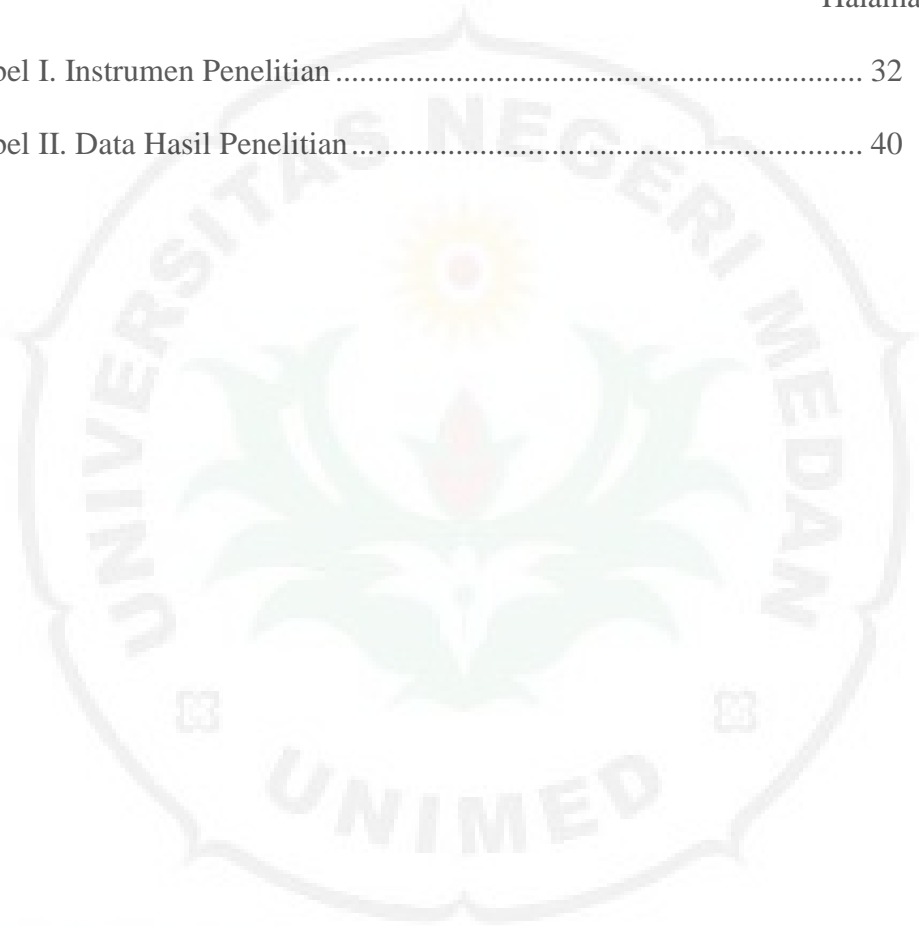 Halama
bel I. Instrumen Penelitian ................................................................ 32
bel II. Data Hasil Penelitian .............................................................. 40
UNIVERSITAS NEGERI MEDAN
UNIMED